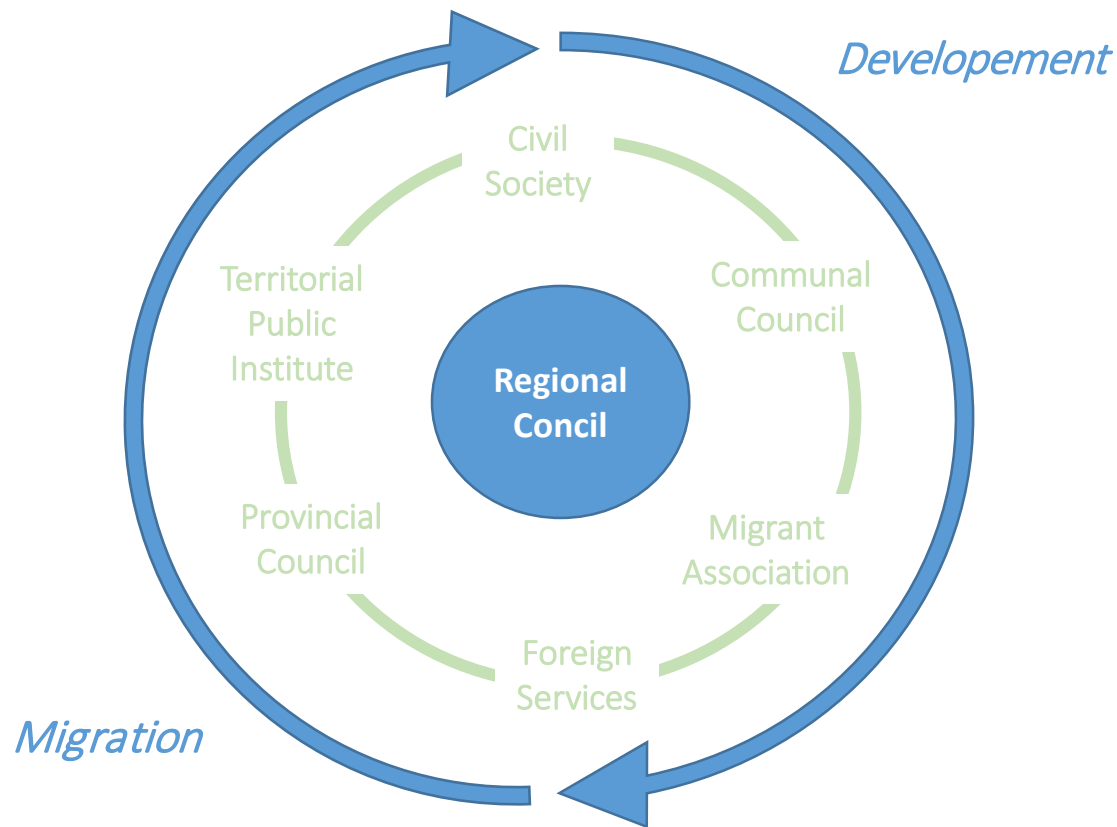 Developement
Civil
Society
Territorial
Public
Institute
Communal
Council
Regional
Concil
Provincial
Council
Migrant
Association
Foreign
Services
Migration